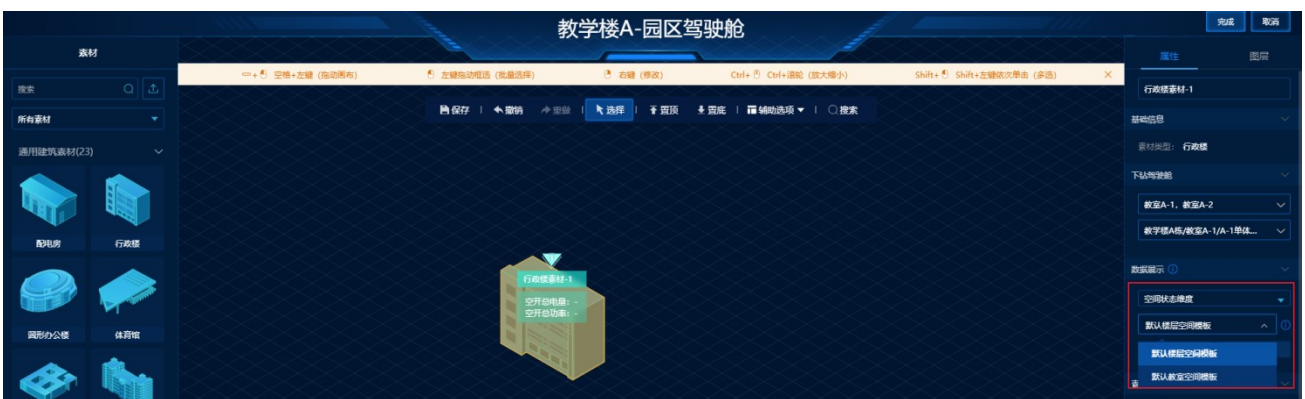 教学楼A-园区驾驶舱
完成 取消
素材
属性 图层
空格+左键 (拖动画布) 左键拖动框选 (批量选择) 右键 (修改) Ctrl+ Ctrl+滚轮 (放大缩小) Shift+ Shift+左键依次单击 (多选)
搜索
行政楼素材-1
保存 撤销 重做 选择 置顶 置底 辅助选项 搜索
所有素材
基础信息
通用建筑素材(23)
素材类型: 行政楼
下钻驾驶舱
教室A-1, 教室A-2
教学楼A栋/教室A-1/A-1单体...
配电房 行政楼
数据展示
行政楼素材-1
空开总电量: -
空开总功率: -
空间状态维度
默认楼层空间模板
圆形办公楼 体育馆
默认楼层空间模板
默认教室空间模板